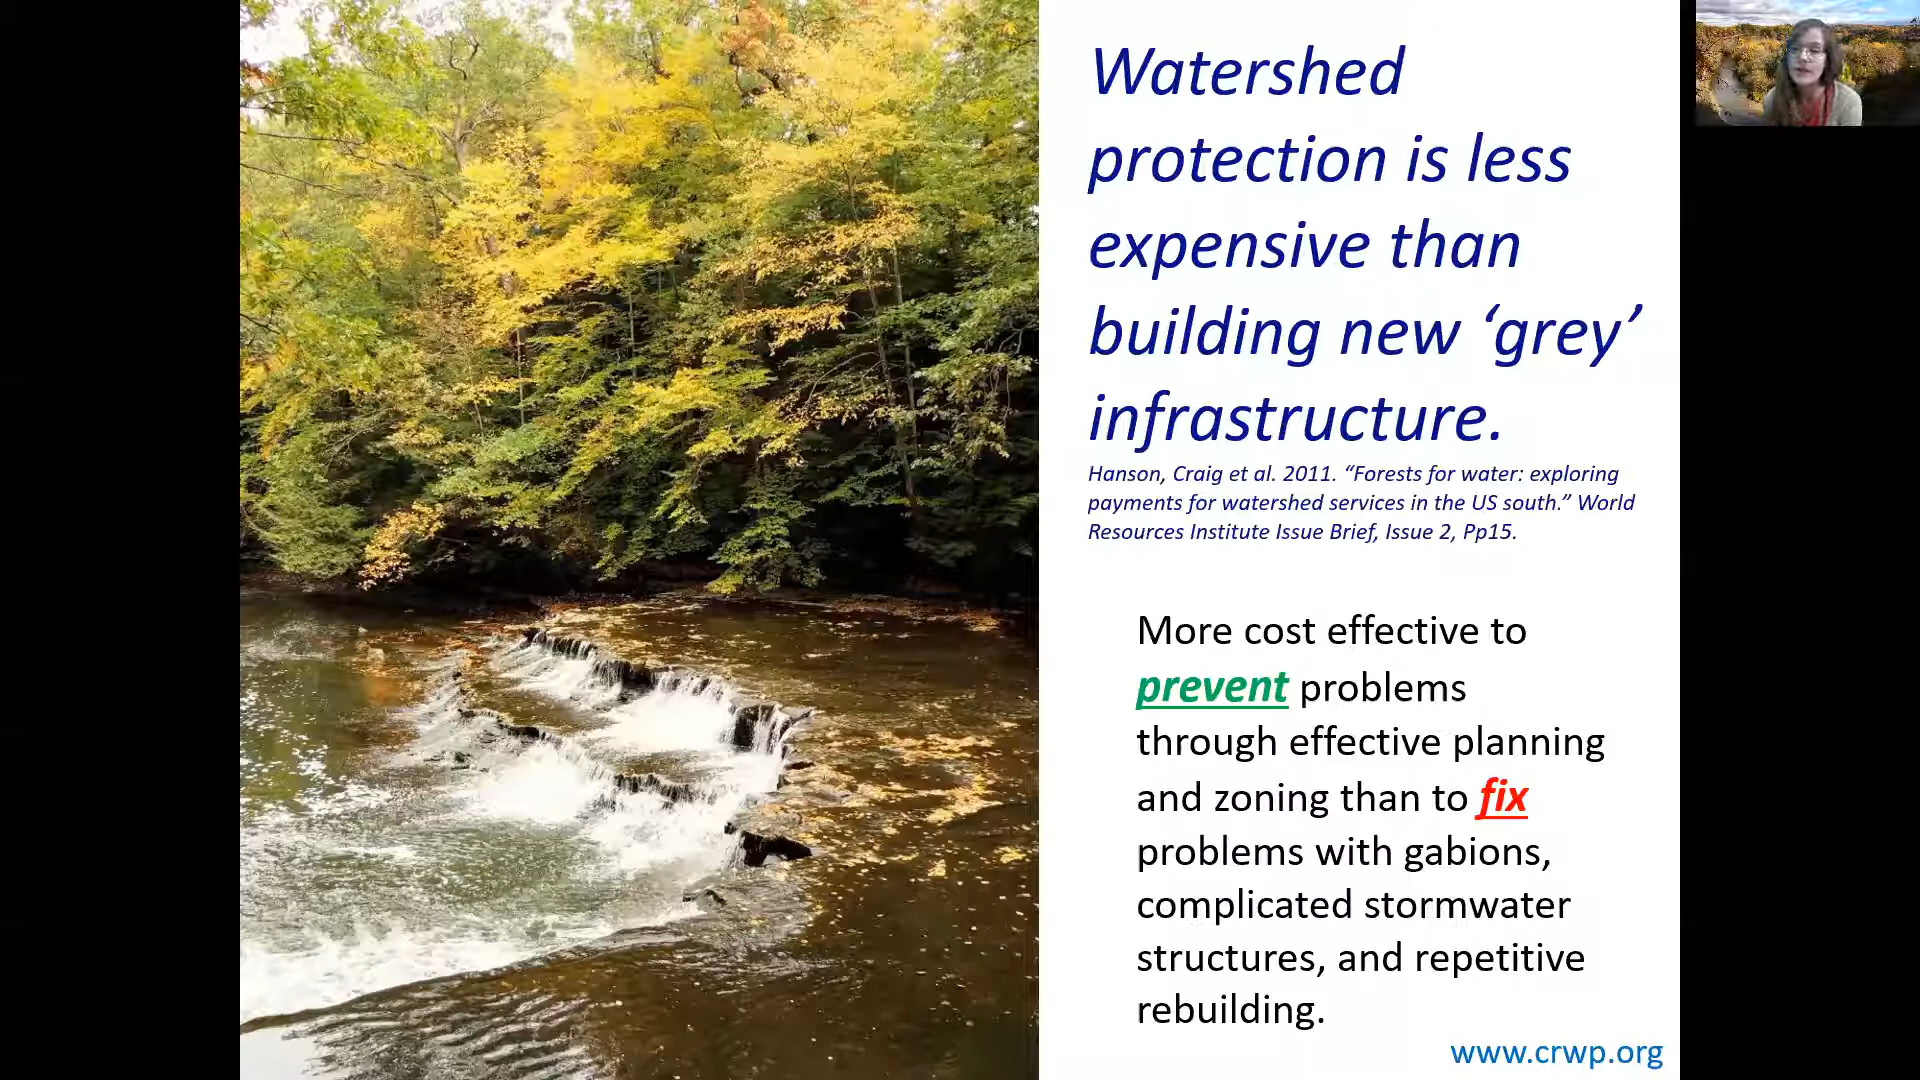 Watershed
protection is less
expensive than
building new ‘grey’
infrastructure.
Hanson, Craig et al. 2011. “Forests for water: exploring
payments for watershed services in the US south.” World
Resources Institute Issue Brief, Issue 2, Pp15.
More cost effective to
prevent problems
through effective planning
and zoning than to fix
problems with gabions,
complicated stormwater
structures, and repetitive
rebuilding.
www.crwp.org